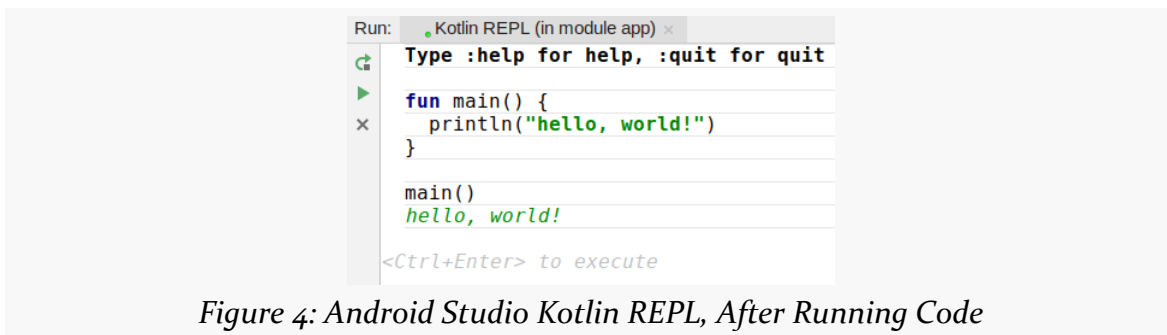 Run: Kotlin REPL (in module app)
Type :help for help, :quit for quit
fun main() {
println("hello, world!")
}
main()
hello, world!
<Ctrl+Enter> to execute
Figure 4: Android Studio Kotlin REPL, After Running Code